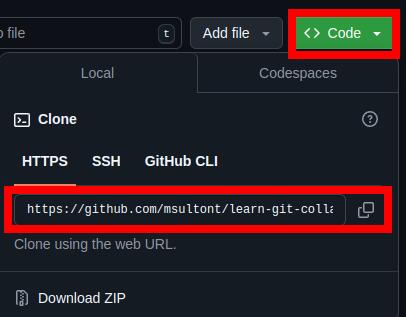 o file t Add file Code
Local Codespaces
Clone
HTTPS SSH GitHub CLI
https://github.com/msultont/learn-git-colla
Clone using the web URL.
Download ZIP